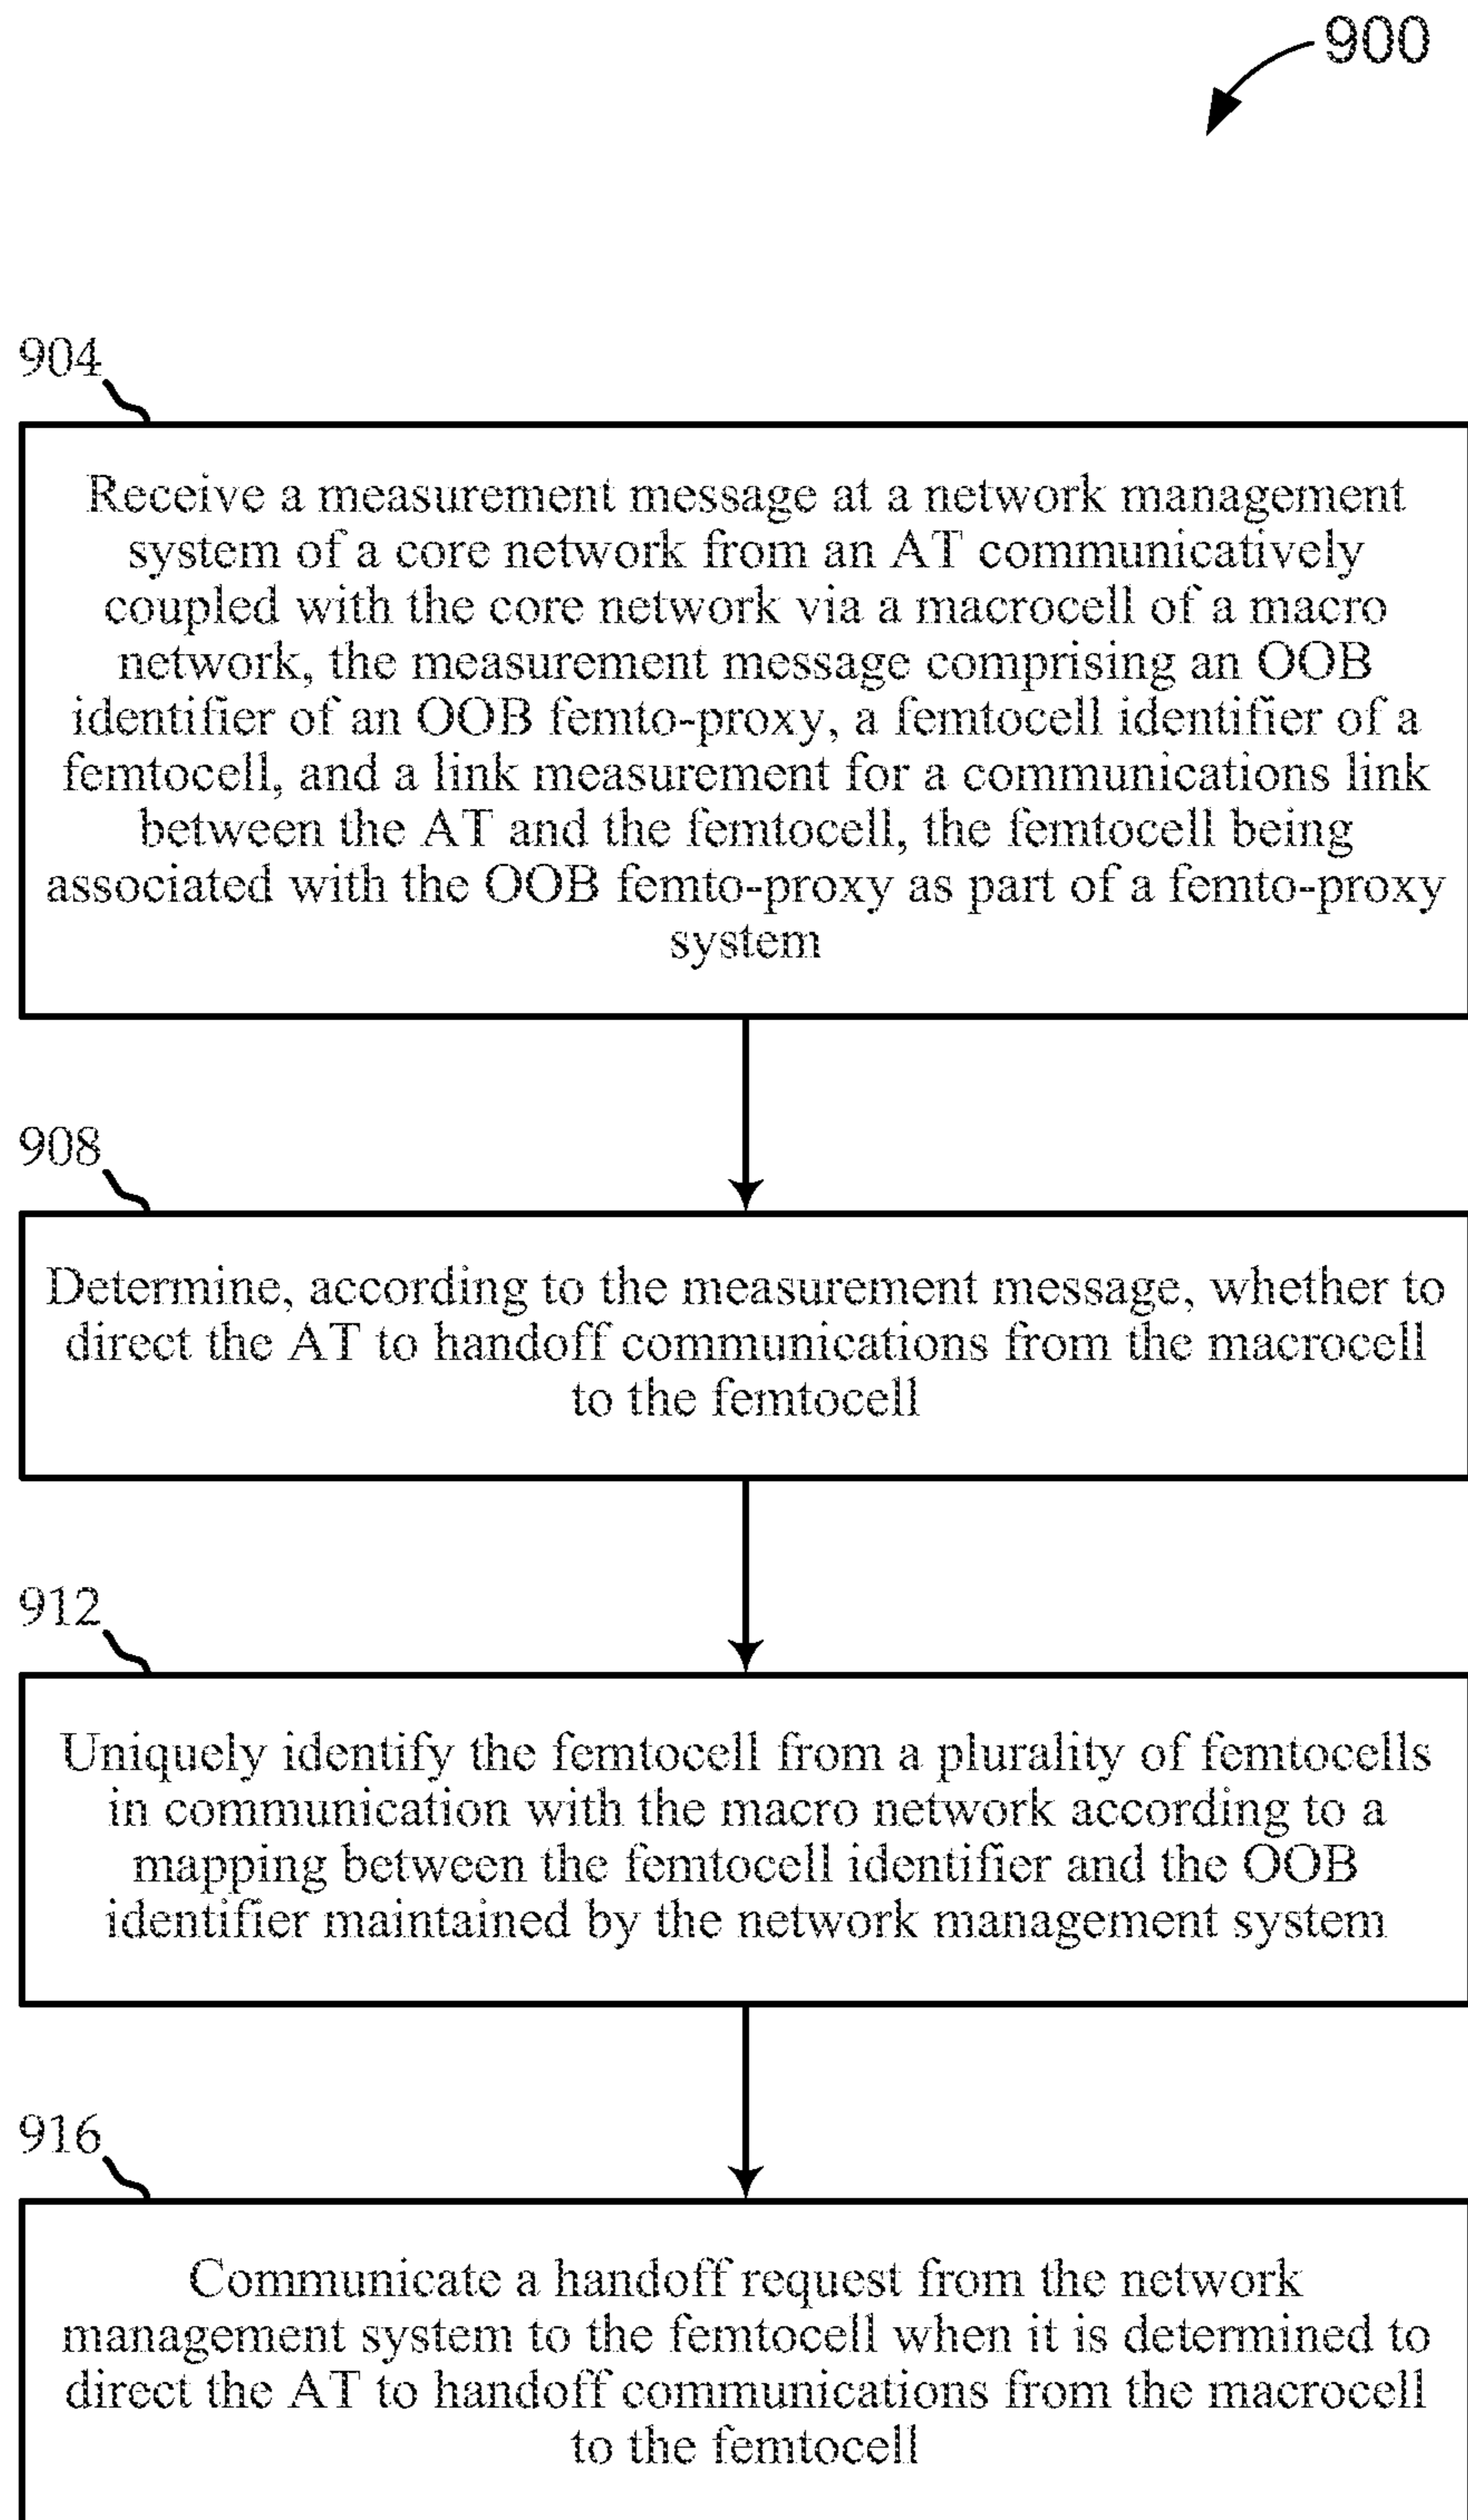 900
904
Receive a measurement message at a network management
system of a core network from an AT communicatively
coupled with the core network via a macrocell of a macro
network, the measurement message comprising an OOB
identifier of an OOB femto-proxy, a femtocell identifier of a
femtocell, and a link measurement for a communications link
between the AT and the femtocell, the femtocell being
associated with the OOB femto-proxy as part of a femto-proxy
system
908
Determine, according to the measurement message, whether to
direct the AT to handoff communications from the macrocell
to the femtocell
912
Uniquely identify the femtocell from a plurality of femtocells
in communication with the macro network according to a
mapping between the femtocell identifier and the OOB
identifier maintained by the network management system
916
Communicate a handoff request from the network
management system to the femtocell when it is determined to
direct the AT to handoff communications from the macrocell
to the femtocell